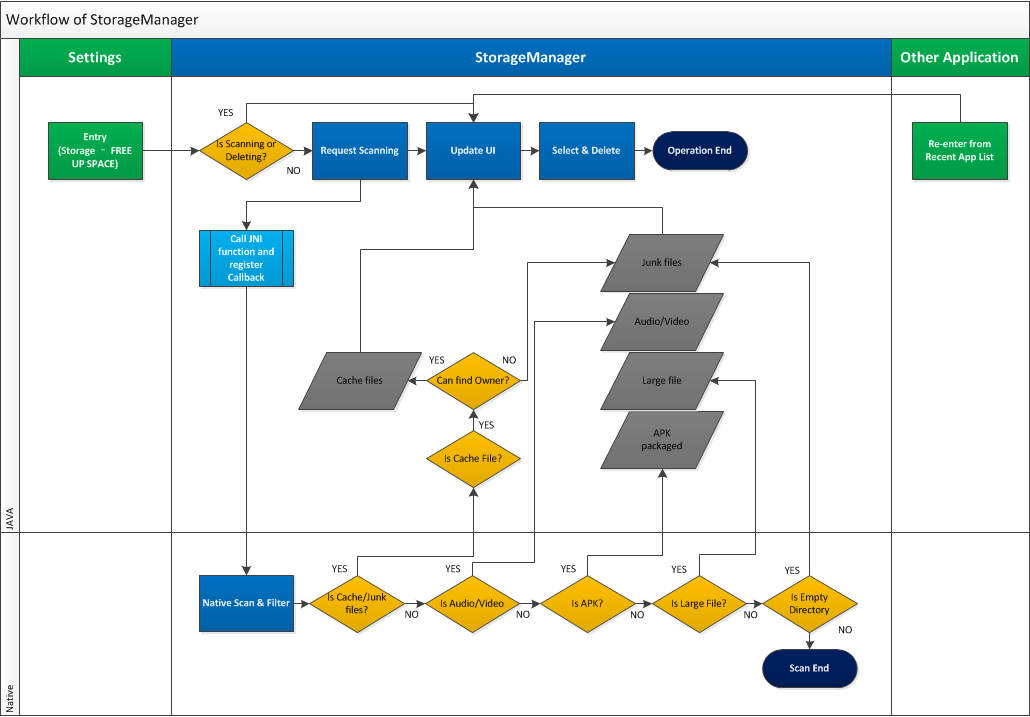 Workflow of StorageManager
Settings
StorageManager
Other Application
YES
Entry
(Storage - FREE
UP SPACE)
Is Scanning or
Deleting?
NO
Request Scanning
Update UI
Select & Delete
Operation End
Re-enter from
Recent App List
Call JNI
function and
register
Callback
Junk files
Audio/Video
Large file
APK
packaged
Cache files
YES
Can find Owner?
NO
YES
Is Cache File?
JAVA
Native Scan & Filter
YES
Is Cache/Junk
files?
NO
YES
Is Audio/Video
NO
YES
Is APK?
NO
YES
Is Large File?
NO
YES
Is Empty
Directory
NO
Scan End
Native